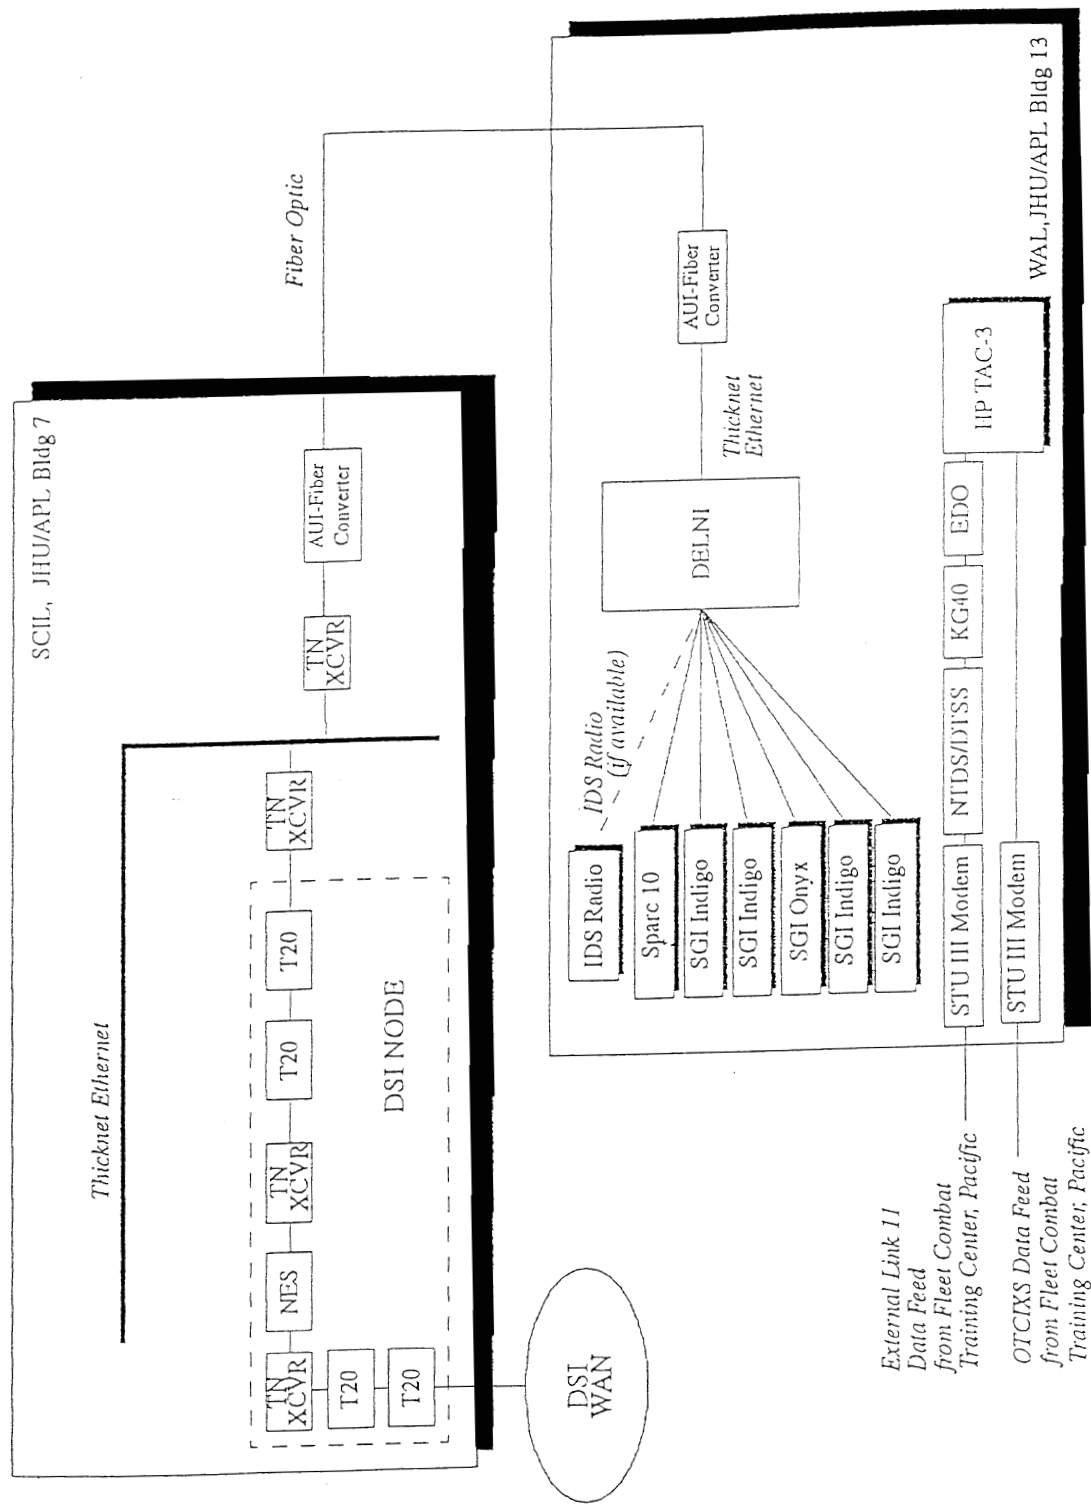 SCIL, JHU/APL Bldg 7
Thicknet Ethernet
TN
XCVR
NES
TN
XCVR
T20
T20
TN
XCVR
T20
T20
DSI NODE
TN
XCVR
AUI-Fiber
Converter
Fiber Optic
DSI
WAN
WAL, JHU/APL Bldg 13
AUI-Fiber
Converter
Thicknet
Ethernet
DELNI
IDS Radio
(if available)
IDS Radio
Sparc 10
SGI Indigo
SGI Indigo
SGI Onyx
SGI Indigo
SGI Indigo
STU III Modem
NTDS/DTSS
KG40
EDO
HP TAC-3
STU III Modem
External Link 11
Data Feed
from Fleet Combat
Training Center, Pacific
OTCIXS Data Feed
from Fleet Combat
Training Center, Pacific